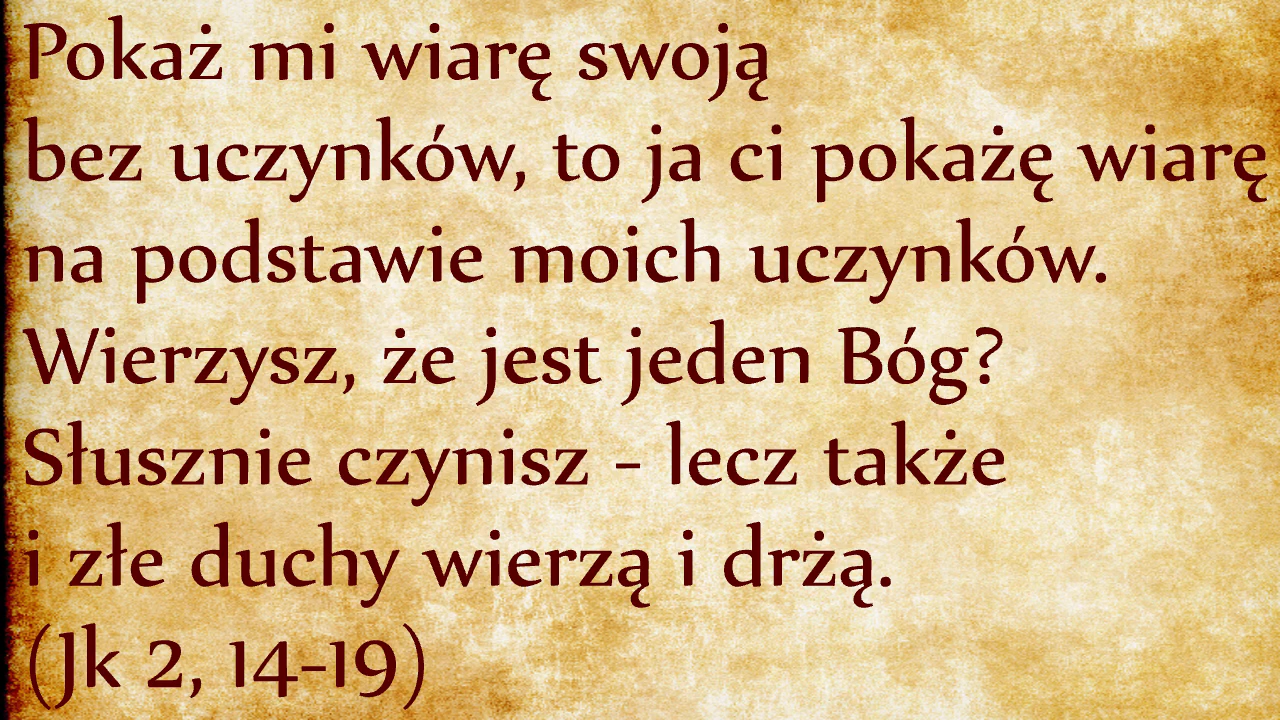 Pokaż mi wiarę swoją
bez uczynków, to ja ci pokażę wiarę
na podstawie moich uczynków.
Wierzysz, że jest jeden Bóg?
Słusznie czynisz - lecz także
i złe duchy wierzą i drżą.
(Jk 2, 14-19)